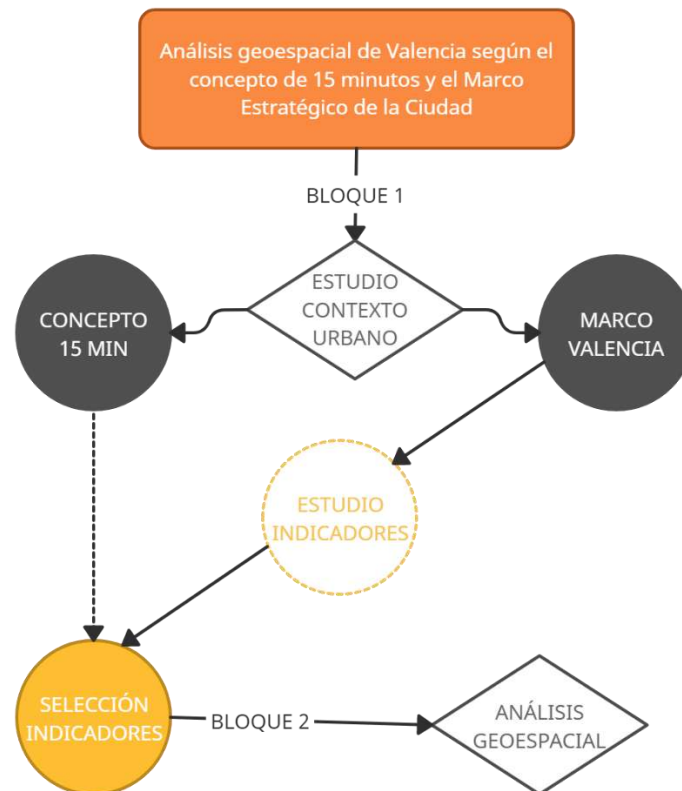 Análisis geoespacial de Valencia según el
concepto de 15 minutos y el Marco
Estratégico de la Ciudad
BLOQUE 1
ESTUDIO
CONTEXTO
URBANO
CONCEPTO
15 MIN
MARCO
VALENCIA
ESTUDIO
INDICADORES
SELECCIÓN
INDICADORES
BLOQUE 2
ANÁLISIS
GEOESPACIAL